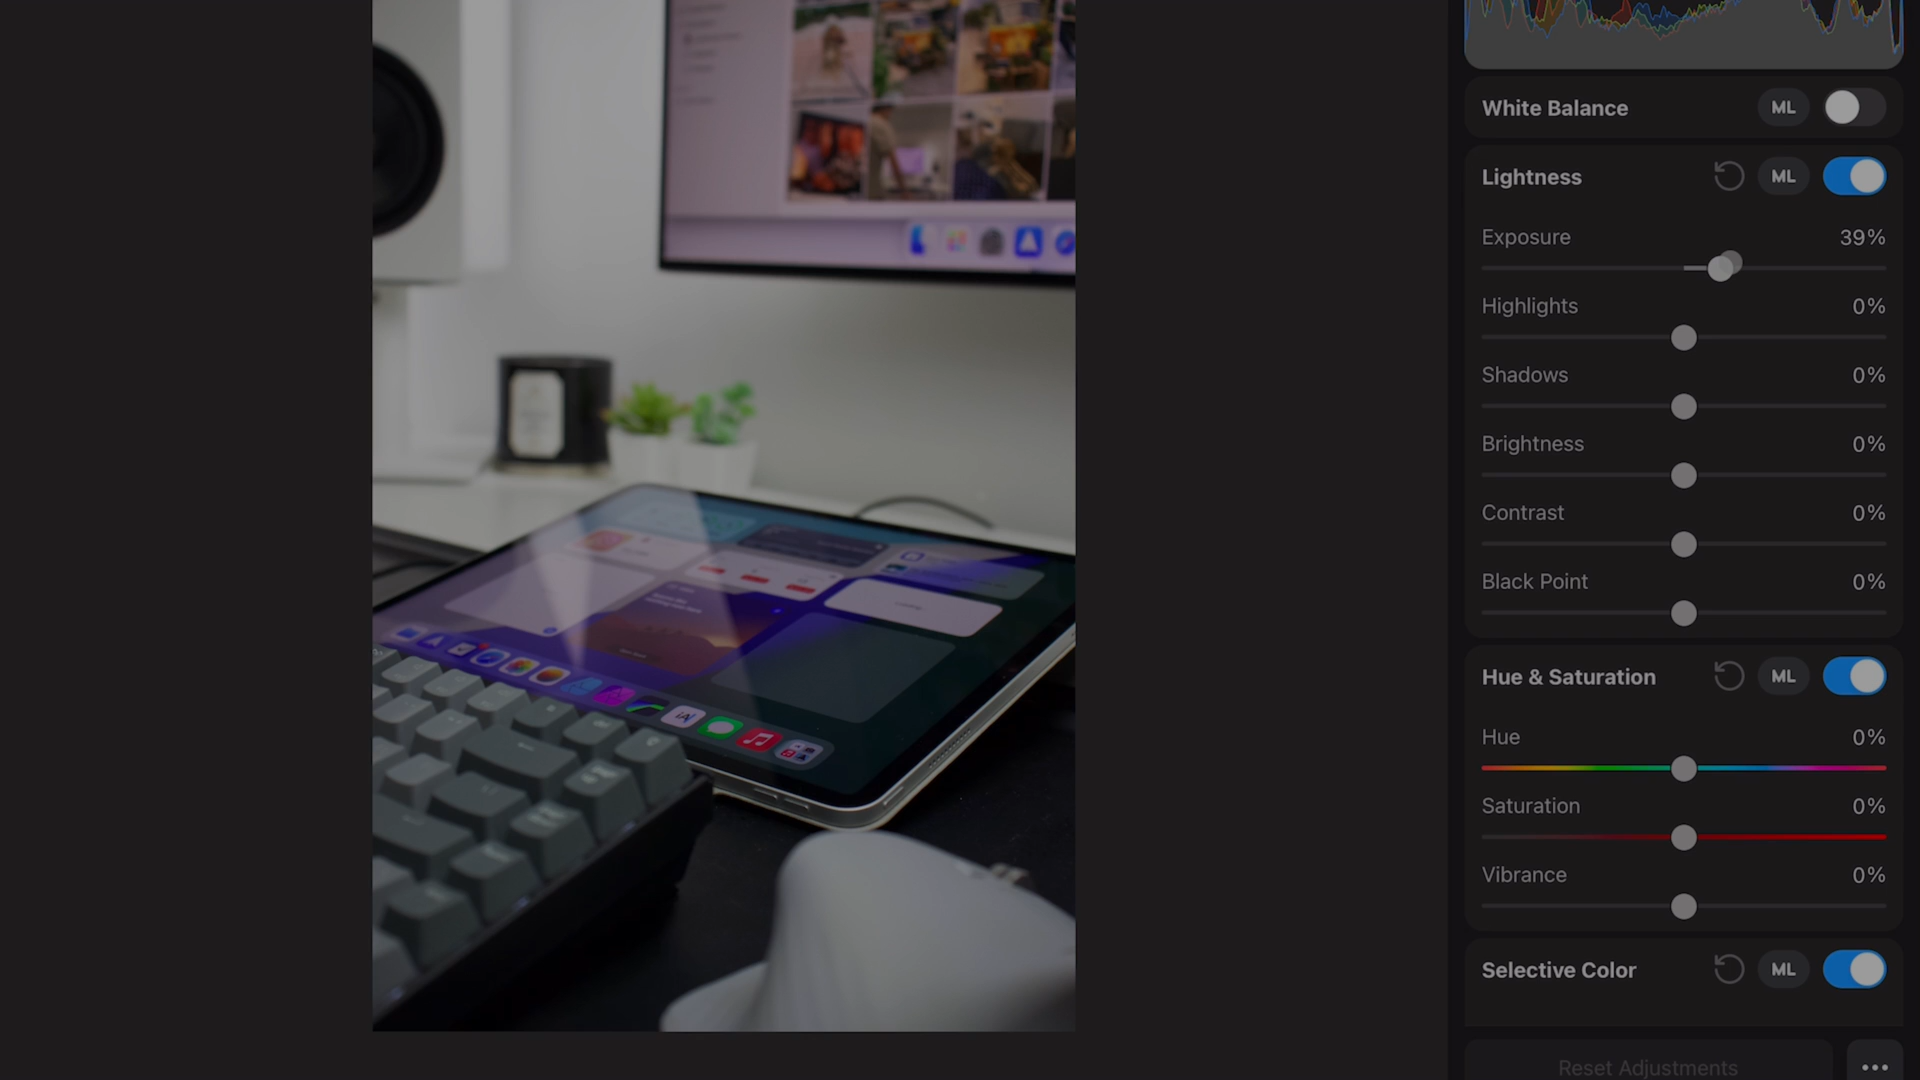 White Balance ML
Lightness ML
Exposure 39%
Highlights 0%
Shadows 0%
Brightness 0%
Contrast 0%
Black Point 0%
Hue & Saturation ML
Hue 0%
Saturation 0%
Vibrance 0%
Selective Color ML
Reset Adjustments